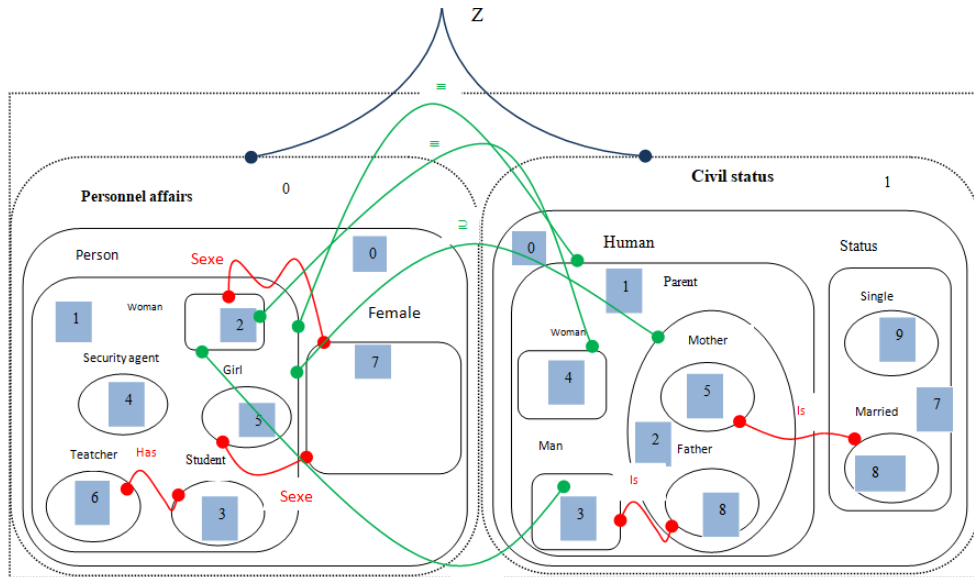 Z
≡
≡
⊇
Personnel affairs
0
Person
Sexe
0
1
Woman
2
Female
7
Security agent
4
Girl
5
Teatcher
Has
Student
6
3
Sexe
Civil status
1
0
Human
Status
1
Parent
Single
9
Woman
4
Mother
5
Is
Married
7
8
Man
2
Father
Is
3
8